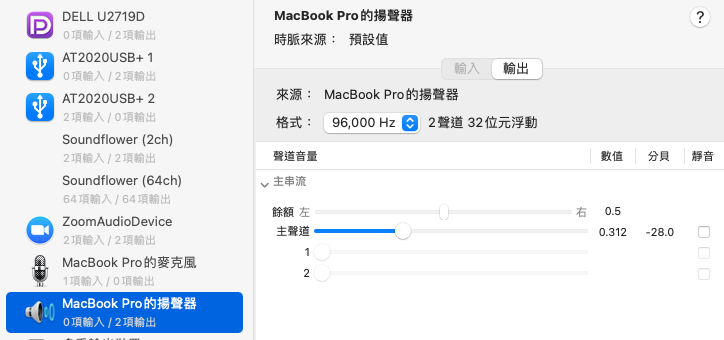 DELL U2719D
0項輸入 / 2項輸出
AT2020USB+ 1
0項輸入 / 2項輸出
AT2020USB+ 2
2項輸入 / 0項輸出
Soundflower (2ch)
2項輸入 / 2項輸出
Soundflower (64ch)
64項輸入 / 64項輸出
ZoomAudioDevice
2項輸入 / 2項輸出
MacBook Pro的麥克風
1項輸入 / 0項輸出
MacBook Pro的揚聲器
0項輸入 / 2項輸出
MacBook Pro的揚聲器
?
時脈來源： 預設值
輸入 輸出
來源： MacBook Pro的揚聲器
格式： 96,000 Hz 2聲道 32位元浮動
聲道音量 數值 分貝 靜音
主串流
餘額 左 右 0.5
主聲道 0.312 -28.0
1
2